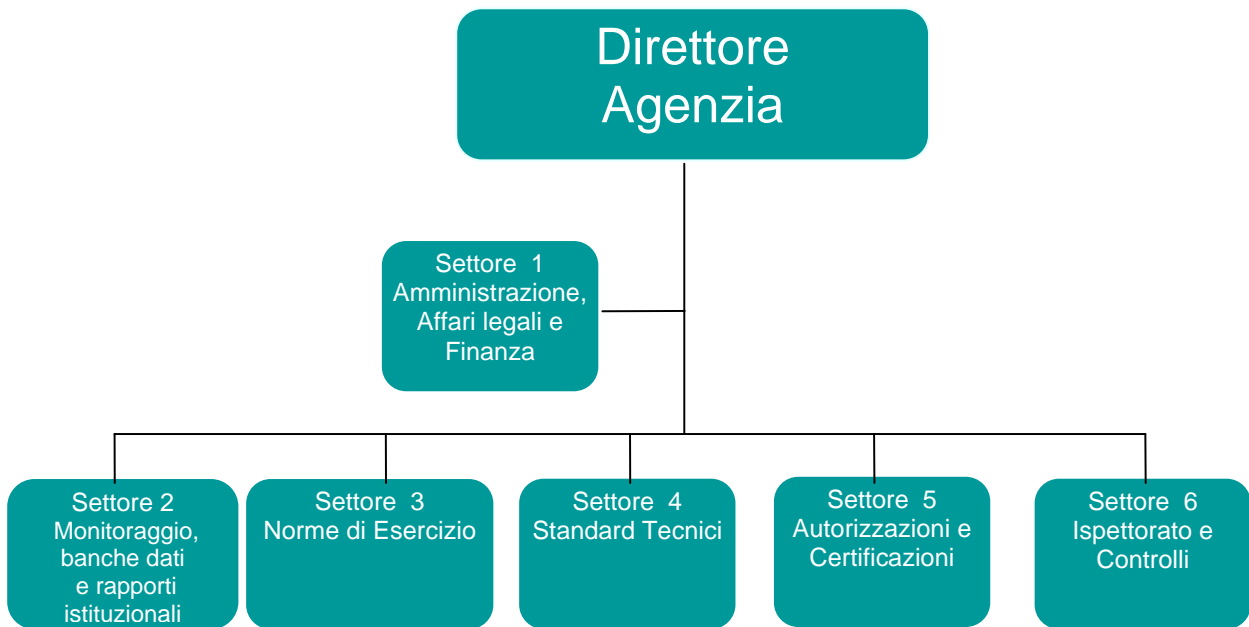 Direttore
Agenzia
Settore 1
Amministrazione,
Affari legali e
Finanza
Settore 2
Monitoraggio,
banche dati
e rapporti
istituzionali
Settore 3
Norme di Esercizio
Settore 4
Standard Tecnici
Settore 5
Autorizzazioni e
Certificazioni
Settore 6
Ispettorato e
Controlli